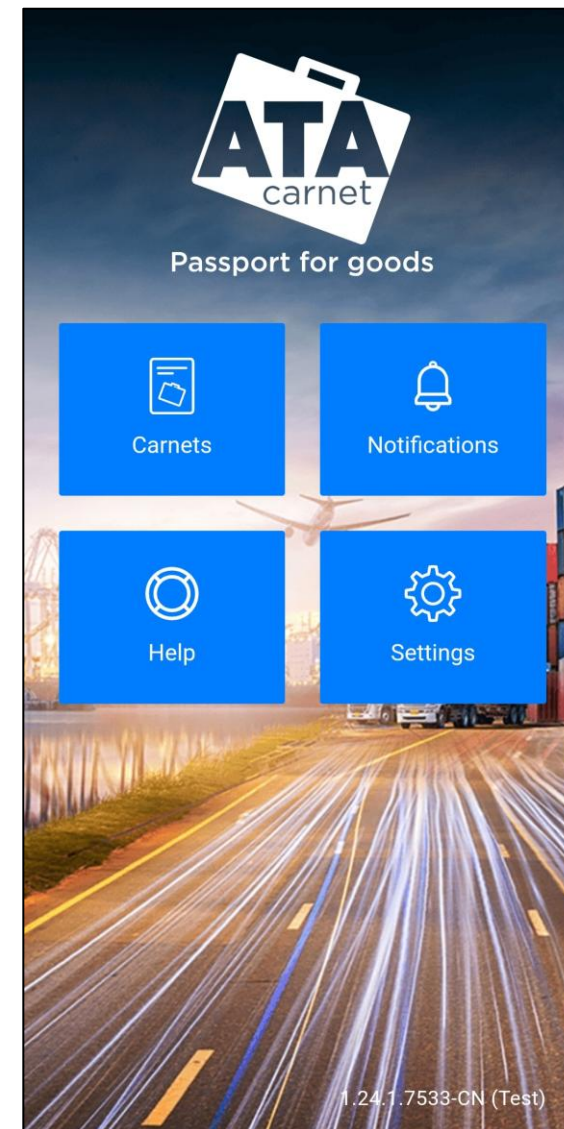 ATA
carnet
Passport for goods
Carnets
Notifications
Help
Settings
1.24.1.7533-CN (Test)